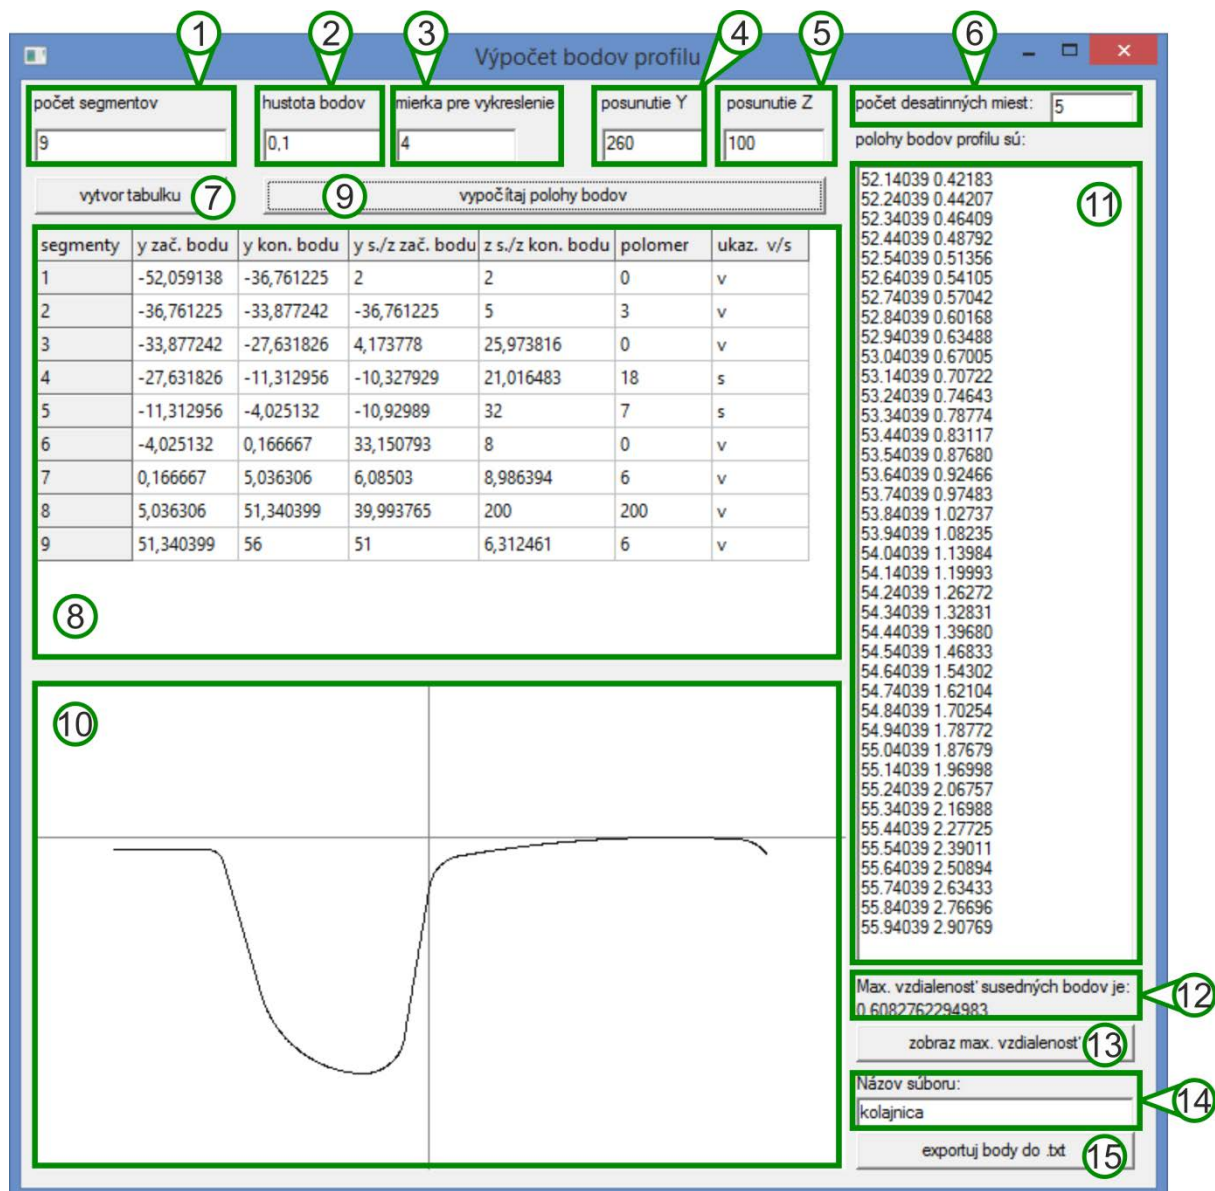 1 2 3 4 5 6
Výpočet bodov profilu
počet segmentov hustota bodov mierka pre vykreslenie posunutie Y posunutie Z počet desatinných miest: 5
9 0,1 4 260 100
polohy bodov profilu sú:
vytvor tabulku 7 9 vypočítaj polohy bodov
segmenty y zač. bodu y kon. bodu y s./z zač. bodu z s./z kon. bodu polomer ukaz. v/s
1 -52,059138 -36,761225 2 2 0 v
2 -36,761225 -33,877242 -36,761225 5 3 v
3 -33,877242 -27,631826 4,173778 25,973816 0 v
4 -27,631826 -11,312956 -10,327929 21,016483 18 s
5 -11,312956 -4,025132 -10,92989 32 7 s
6 -4,025132 0,166667 33,150793 8 0 v
7 0,166667 5,036306 6,08503 8,986394 6 v
8 5,036306 51,340399 39,993765 200 200 v
9 51,340399 56 51 6,312461 6 v
8
10
11
52.14039 0.42183
52.24039 0.44207
52.34039 0.46409
52.44039 0.48792
52.54039 0.51356
52.64039 0.54105
52.74039 0.57042
52.84039 0.60168
52.94039 0.63488
53.04039 0.67005
53.14039 0.70722
53.24039 0.74643
53.34039 0.78774
53.44039 0.83117
53.54039 0.87680
53.64039 0.92466
53.74039 0.97483
53.84039 1.02737
53.94039 1.08235
54.04039 1.13984
54.14039 1.19993
54.24039 1.26272
54.34039 1.32831
54.44039 1.39680
54.54039 1.46833
54.64039 1.54302
54.74039 1.62104
54.84039 1.70254
54.94039 1.78772
55.04039 1.87679
55.14039 1.96998
55.24039 2.06757
55.34039 2.16988
55.44039 2.27725
55.54039 2.39011
55.64039 2.50894
55.74039 2.63433
55.84039 2.76696
55.94039 2.90769
Max. vzdialenosť susedných bodov je: 12
0.6082762294983
zobraz max. vzdialenosť 13
Názov súboru:
kolajnica 14
exportuj body do .txt 15